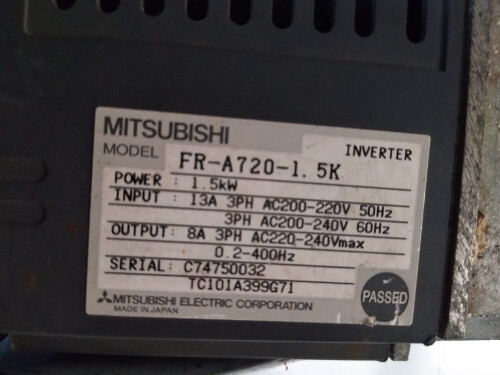 MITSUBISHI
INVERTER
MODEL FR-A720-1.5K
POWER : 1.5kW
INPUT : 13A 3PH AC200-220V 50Hz
3PH AC200-240V 60Hz
OUTPUT: 8A 3PH AC220-240Vmax
0.2-400Hz
SERIAL: C74750032
TC101A399G71
MITSUBISHI ELECTRIC CORPORATION
MADE IN JAPAN
PASSED